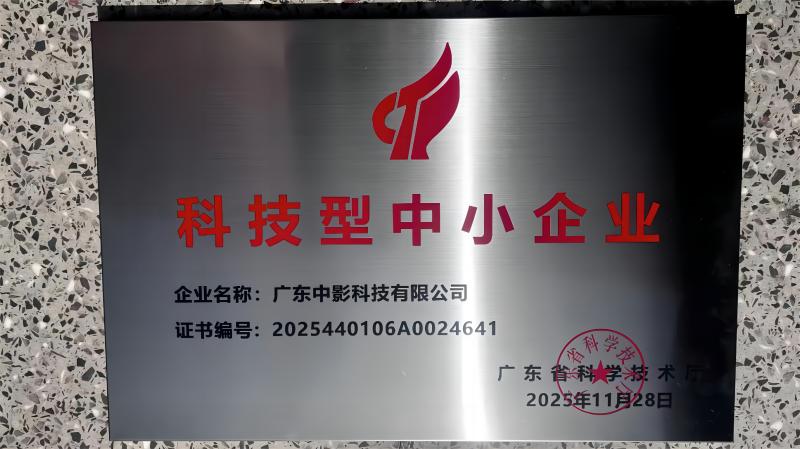 科技型中小企业
企业名称：广东中影科技有限公司
证书编号：2025440106A0024641
广东省科学技术厅
2025年11月28日